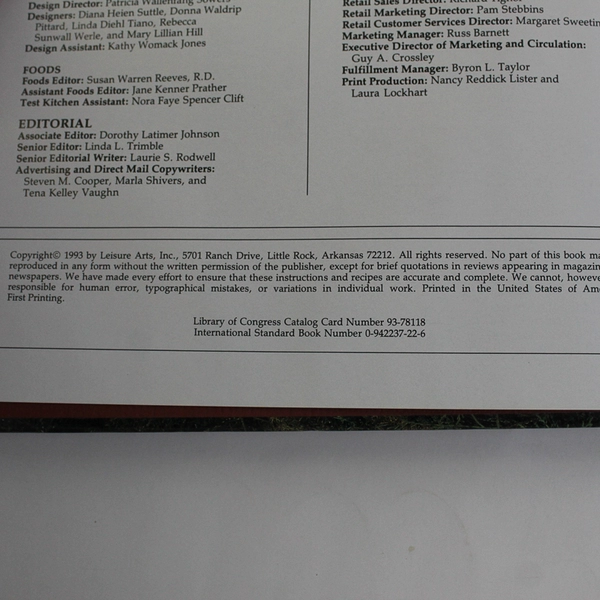 Design Director: Patricia Wallenfang Sowers
Designers: Diana Heien Suttle, Donna Waldrip
Pittard, Linda Diehl Tiano, Rebecca
Sunwall Werle, and Mary Lillian Hill
Design Assistant: Kathy Womack Jones
FOODS
Foods Editor: Susan Warren Reeves, R.D.
Assistant Foods Editor: Jane Kenner Prather
Test Kitchen Assistant: Nora Faye Spencer Clift
EDITORIAL
Associate Editor: Dorothy Latimer Johnson
Senior Editor: Linda L. Trimble
Senior Editorial Writer: Laurie S. Rodwell
Advertising and Direct Mail Copywriters:
Steven M. Cooper, Marla Shivers, and
Tena Kelley Vaughn
Retail Sales Director:
Retail Marketing Director: Pam Stebbins
Retail Customer Services Director: Margaret Sweetin
Marketing Manager: Russ Barnett
Executive Director of Marketing and Circulation:
Guy A. Crossley
Fulfillment Manager: Byron L. Taylor
Print Production: Nancy Reddick Lister and
Laura Lockhart
Copyright© 1993 by Leisure Arts, Inc., 5701 Ranch Drive, Little Rock, Arkansas 72212. All rights reserved. No part of this book ma
reproduced in any form without the written permission of the publisher, except for brief quotations in reviews appearing in magazin
newspapers. We have made every effort to ensure that these instructions and recipes are accurate and complete. We cannot, howeve
responsible for human error, typographical mistakes, or variations in individual work. Printed in the United States of Am
First Printing.
Library of Congress Catalog Card Number 93-78118
International Standard Book Number 0-942237-22-6